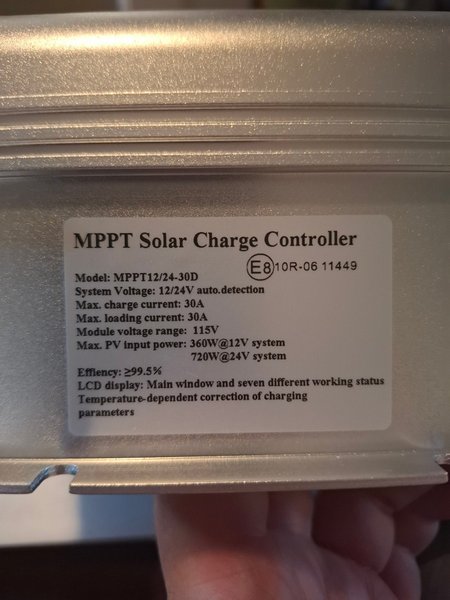 MPPT Solar Charge Controller
E8 10R-06 11449
Model: MPPT12/24-30D
System Voltage: 12/24V auto.detection
Max. charge current: 30A
Max. loading current: 30A
Module voltage range: 115V
Max. PV input power: 360W@12V system
720W@24V system
Effiency: ≥99.5%
LCD display: Main window and seven different working status
Temperature-dependent correction of charging
parameters